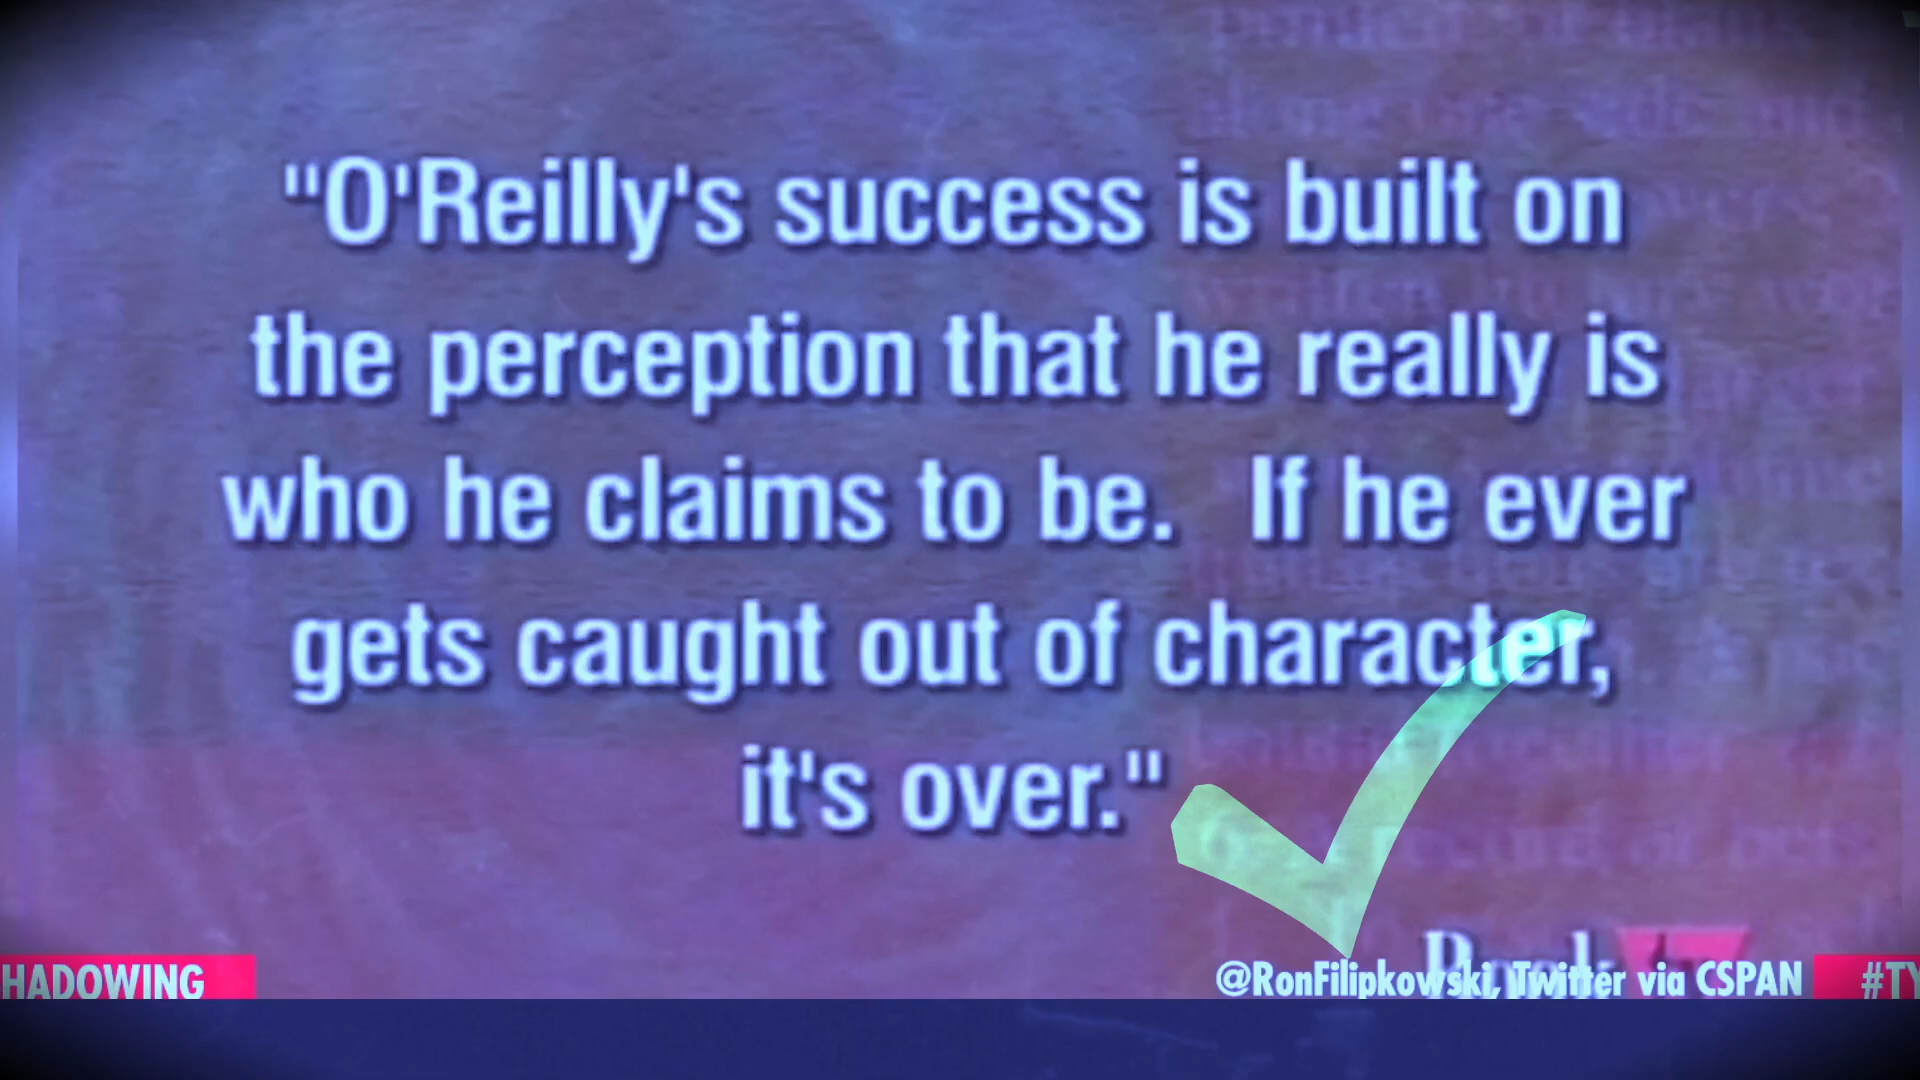 "O'Reilly's success is built on
the perception that he really is
who he claims to be.  If he ever
gets caught out of character,
it's over."
HADOWING
@RonFilipkowski, Twitter via CSPAN
#TY